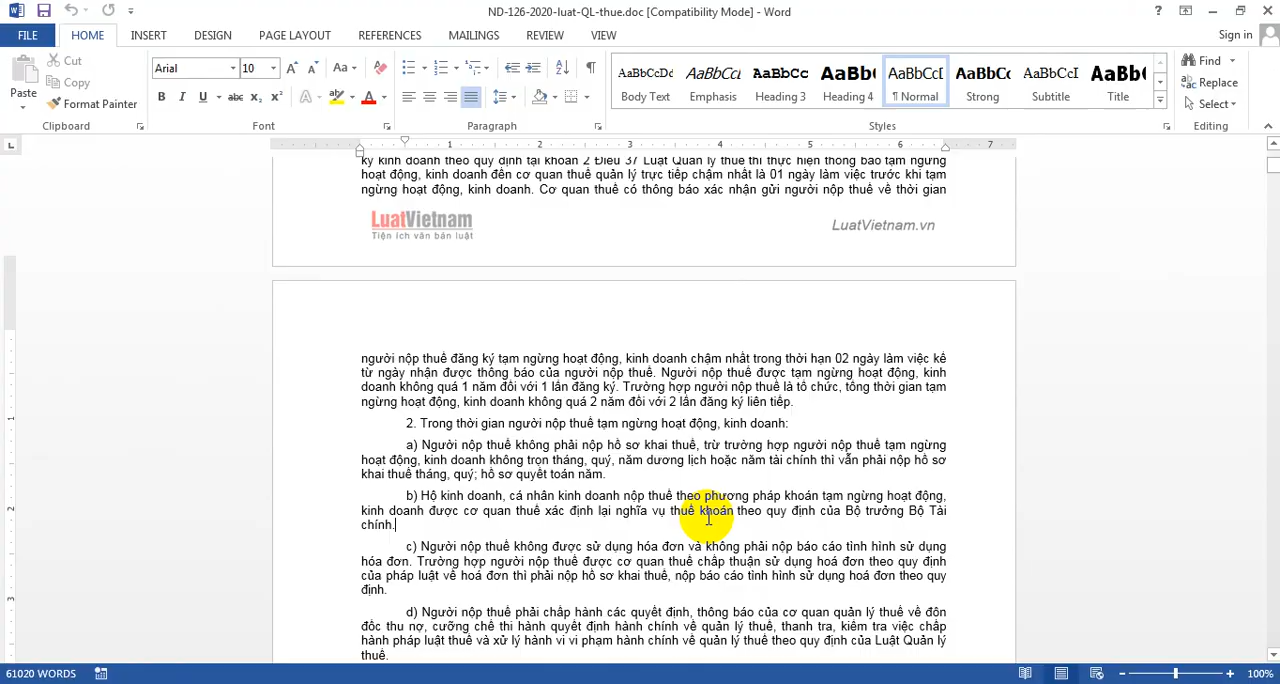 ND-126-2020-luat-QL-thue.doc [Compatibility Mode] - Word
FILE HOME INSERT DESIGN PAGE LAYOUT REFERENCES MAILINGS REVIEW VIEW Sign in
Cut
Copy
Format Painter
Paste
Clipboard
Arial 10
Font
Paragraph
AaBbCcDd AaBbCcL AaBbCc AaBb( AaBbCcD AaBbCc AaBbCcD AaBb(
Body Text Emphasis Heading 3 Heading 4 ¶ Normal Strong Subtitle Title
Styles
Find
Replace
Select
Editing
1 2 3 4 5 6 7
ký kinh doanh theo quy định tại khoản 2 Điều 37 Luật Quản lý thuế thì thực hiện thông báo tạm ngừng
hoạt động, kinh doanh đến cơ quan thuế quản lý trực tiếp chậm nhất là 01 ngày làm việc trước khi tạm
ngừng hoạt động, kinh doanh. Cơ quan thuế có thông báo xác nhận gửi người nộp thuế về thời gian
LuatVietnam
Tiện ích văn bản luật
LuatVietnam.vn
người nộp thuế đăng ký tạm ngừng hoạt động, kinh doanh chậm nhất trong thời hạn 02 ngày làm việc kể
từ ngày nhận được thông báo của người nộp thuế. Người nộp thuế được tạm ngừng hoạt động, kinh
doanh không quá 1 năm đối với 1 lần đăng ký. Trường hợp người nộp thuế là tổ chức, tổng thời gian tạm
ngừng hoạt động, kinh doanh không quá 2 năm đối với 2 lần đăng ký liên tiếp.
2. Trong thời gian người nộp thuế tạm ngừng hoạt động, kinh doanh:
a) Người nộp thuế không phải nộp hồ sơ khai thuế, trừ trường hợp người nộp thuế tạm ngừng
hoạt động, kinh doanh không trọn tháng, quý, năm dương lịch hoặc năm tài chính thì vẫn phải nộp hồ sơ
khai thuế tháng, quý; hồ sơ quyết toán năm.
b) Hộ kinh doanh, cá nhân kinh doanh nộp thuế theo phương pháp khoán tạm ngừng hoạt động,
kinh doanh được cơ quan thuế xác định lại nghĩa vụ thuế khoán theo quy định của Bộ trưởng Bộ Tài
chính.
c) Người nộp thuế không được sử dụng hóa đơn và không phải nộp báo cáo tình hình sử dụng
hóa đơn. Trường hợp người nộp thuế được cơ quan thuế chấp thuận sử dụng hoá đơn theo quy định
của pháp luật về hoá đơn thì phải nộp hồ sơ khai thuế, nộp báo cáo tình hình sử dụng hoá đơn theo quy
định.
d) Người nộp thuế phải chấp hành các quyết định, thông báo của cơ quan quản lý thuế về đôn
đốc thu nợ, cưỡng chế thi hành quyết định hành chính về quản lý thuế, thanh tra, kiểm tra việc chấp
hành pháp luật thuế và xử lý hành vi vi phạm hành chính về quản lý thuế theo quy định của Luật Quản lý
thuế.
61020 WORDS
100%